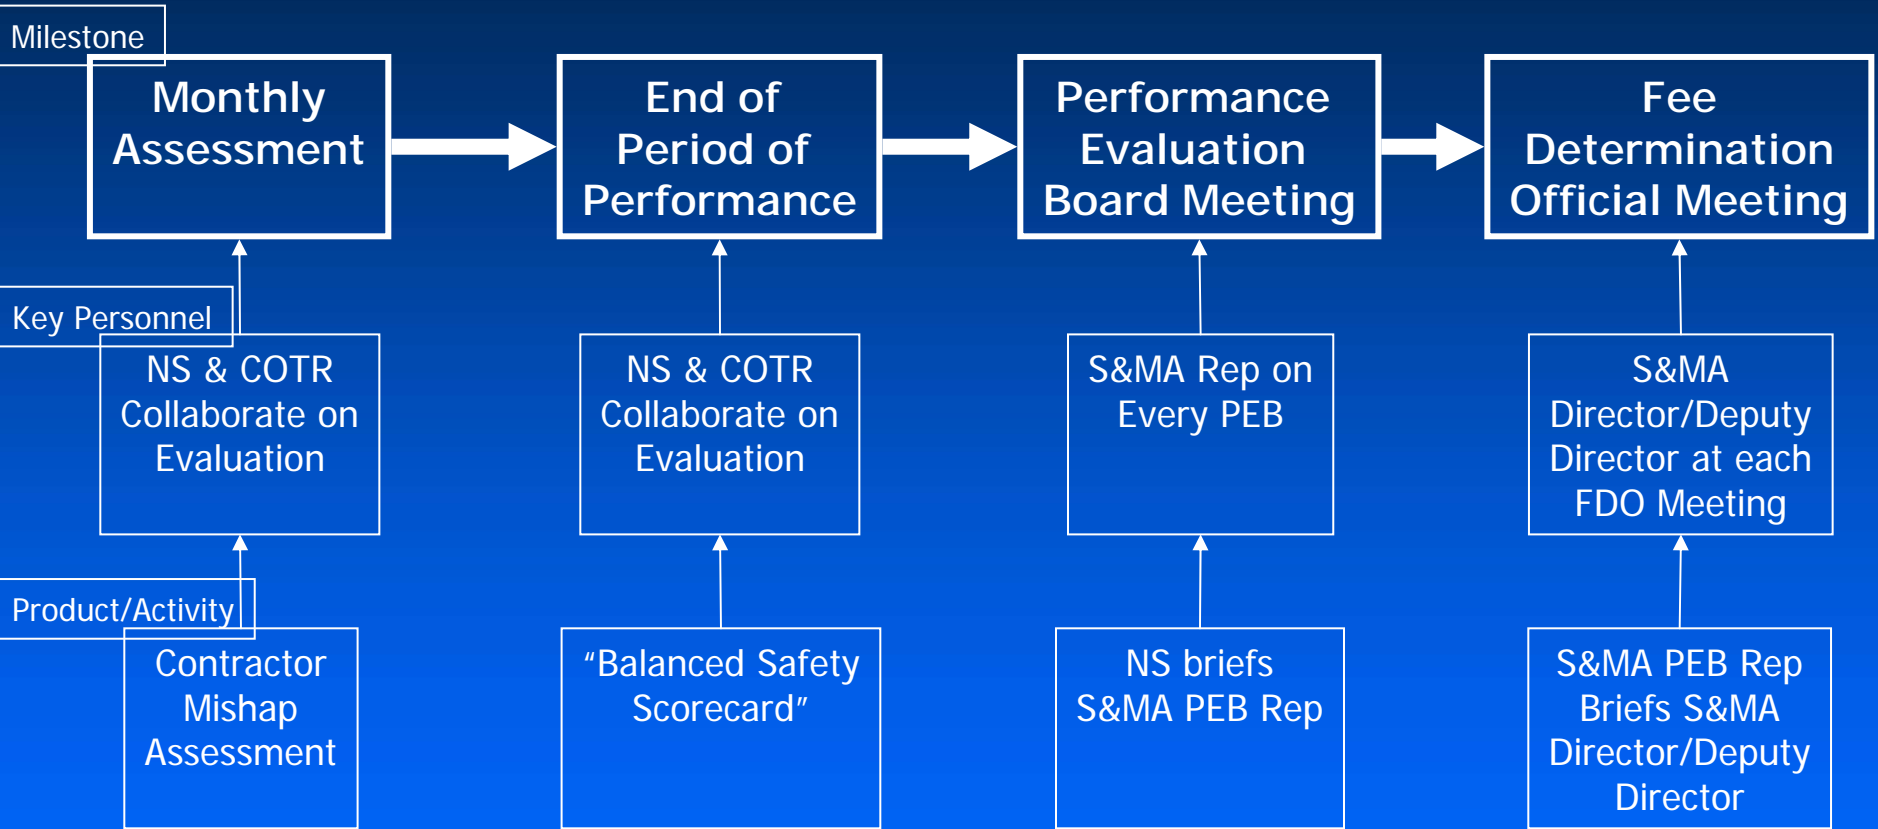 Milestone
Monthly
Assessment
End of
Period of
Performance
Performance
Evaluation
Board Meeting
Fee
Determination
Official Meeting
Key Personnel
NS & COTR
Collaborate on
Evaluation
NS & COTR
Collaborate on
Evaluation
S&MA Rep on
Every PEB
S&MA
Director/Deputy
Director at each
FDO Meeting
Product/Activity
Contractor
Mishap
Assessment
“Balanced Safety
Scorecard”
NS briefs
S&MA PEB Rep
S&MA PEB Rep
Briefs S&MA
Director/Deputy
Director